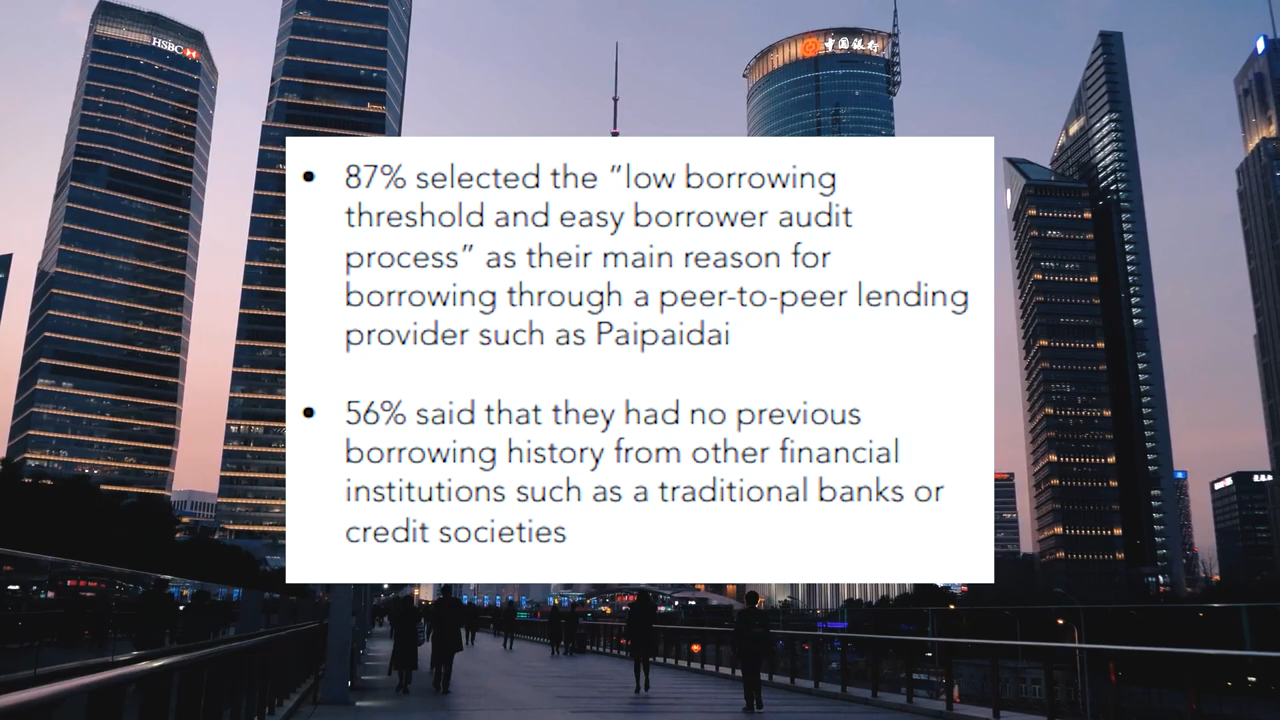 HSBC
中国银行
• 87% selected the “low borrowing
threshold and easy borrower audit
process” as their main reason for
borrowing through a peer-to-peer lending
provider such as Paipaidai
• 56% said that they had no previous
borrowing history from other financial
institutions such as a traditional banks or
credit societies